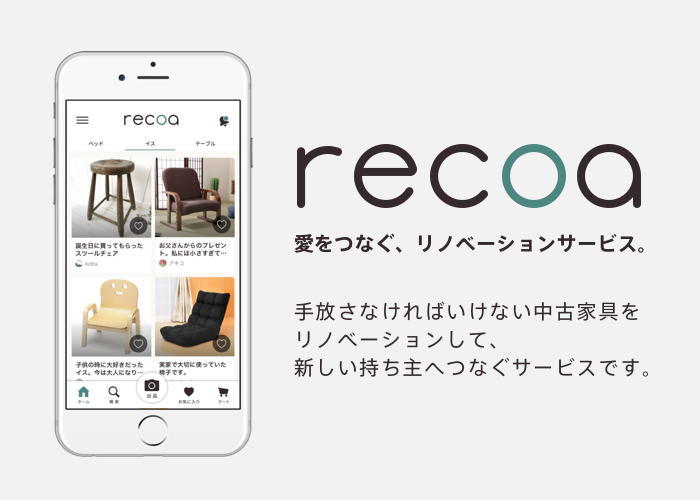 recoa
ベッド
イス
テーブル
誕生日に買ってもらった
スツールチェア
koba
お父さんからのプレゼン
ト。私には小さすぎて…
アキコ
子供の時に大好きだった
イス。今は大人になり…
実家で大切に使っていた
椅子です。
ホーム
検索
出品
お気に入り
カート
recoa
愛をつなぐ、リノベーションサービス。
手放さなければいけない中古家具を
リノベーションして、
新しい持ち主へつなぐサービスです。